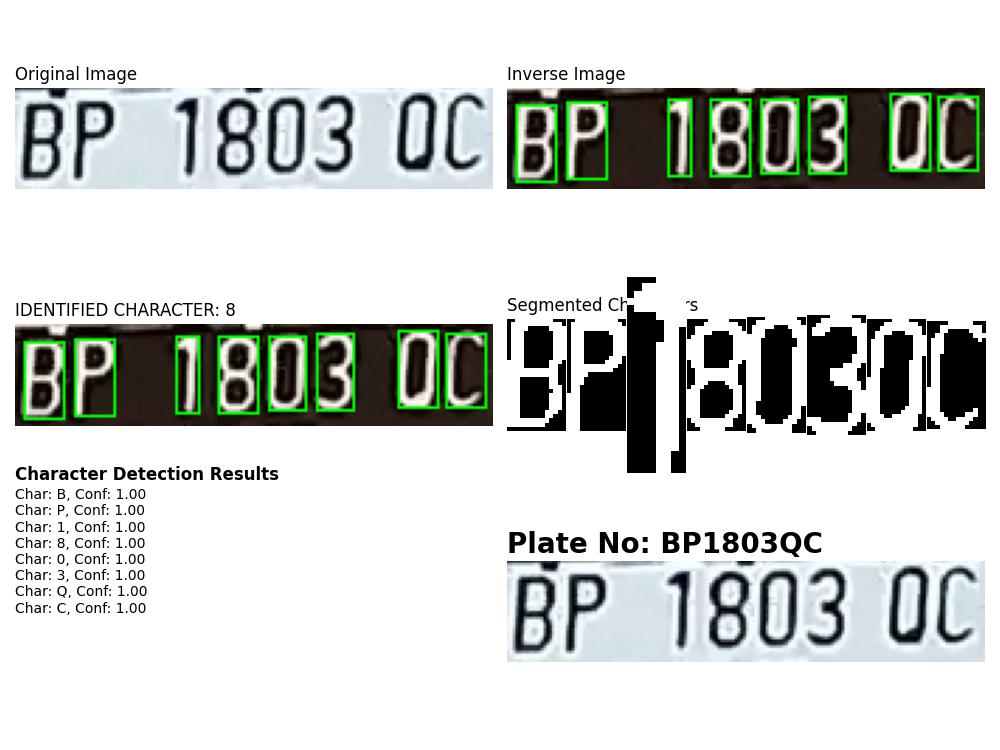 Original Image
BP 1803 QC
Inverse Image
BP 1803 QC
IDENTIFIED CHARACTER: 8
BP 1803 QC
Segmented Ch rs
BP1803QC
Character Detection Results
Char: B, Conf: 1.00
Char: P, Conf: 1.00
Char: 1, Conf: 1.00
Char: 8, Conf: 1.00
Char: 0, Conf: 1.00
Char: 3, Conf: 1.00
Char: Q, Conf: 1.00
Char: C, Conf: 1.00
Plate No: BP1803QC
BP 1803 QC